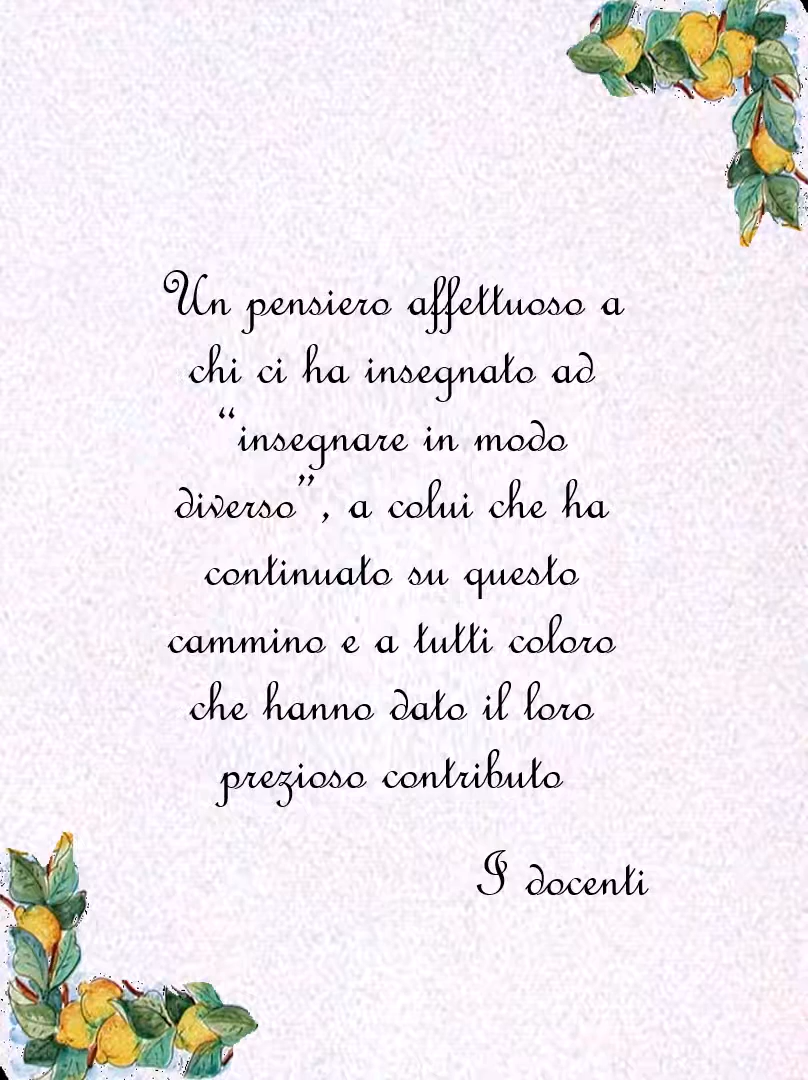 Un pensiero affettuoso a
chi ci ha insegnato ad
“insegnare in modo
diverso”, a colui che ha
continuato su questo
cammino e a tutti coloro
che hanno dato il loro
prezioso contributo
I docenti